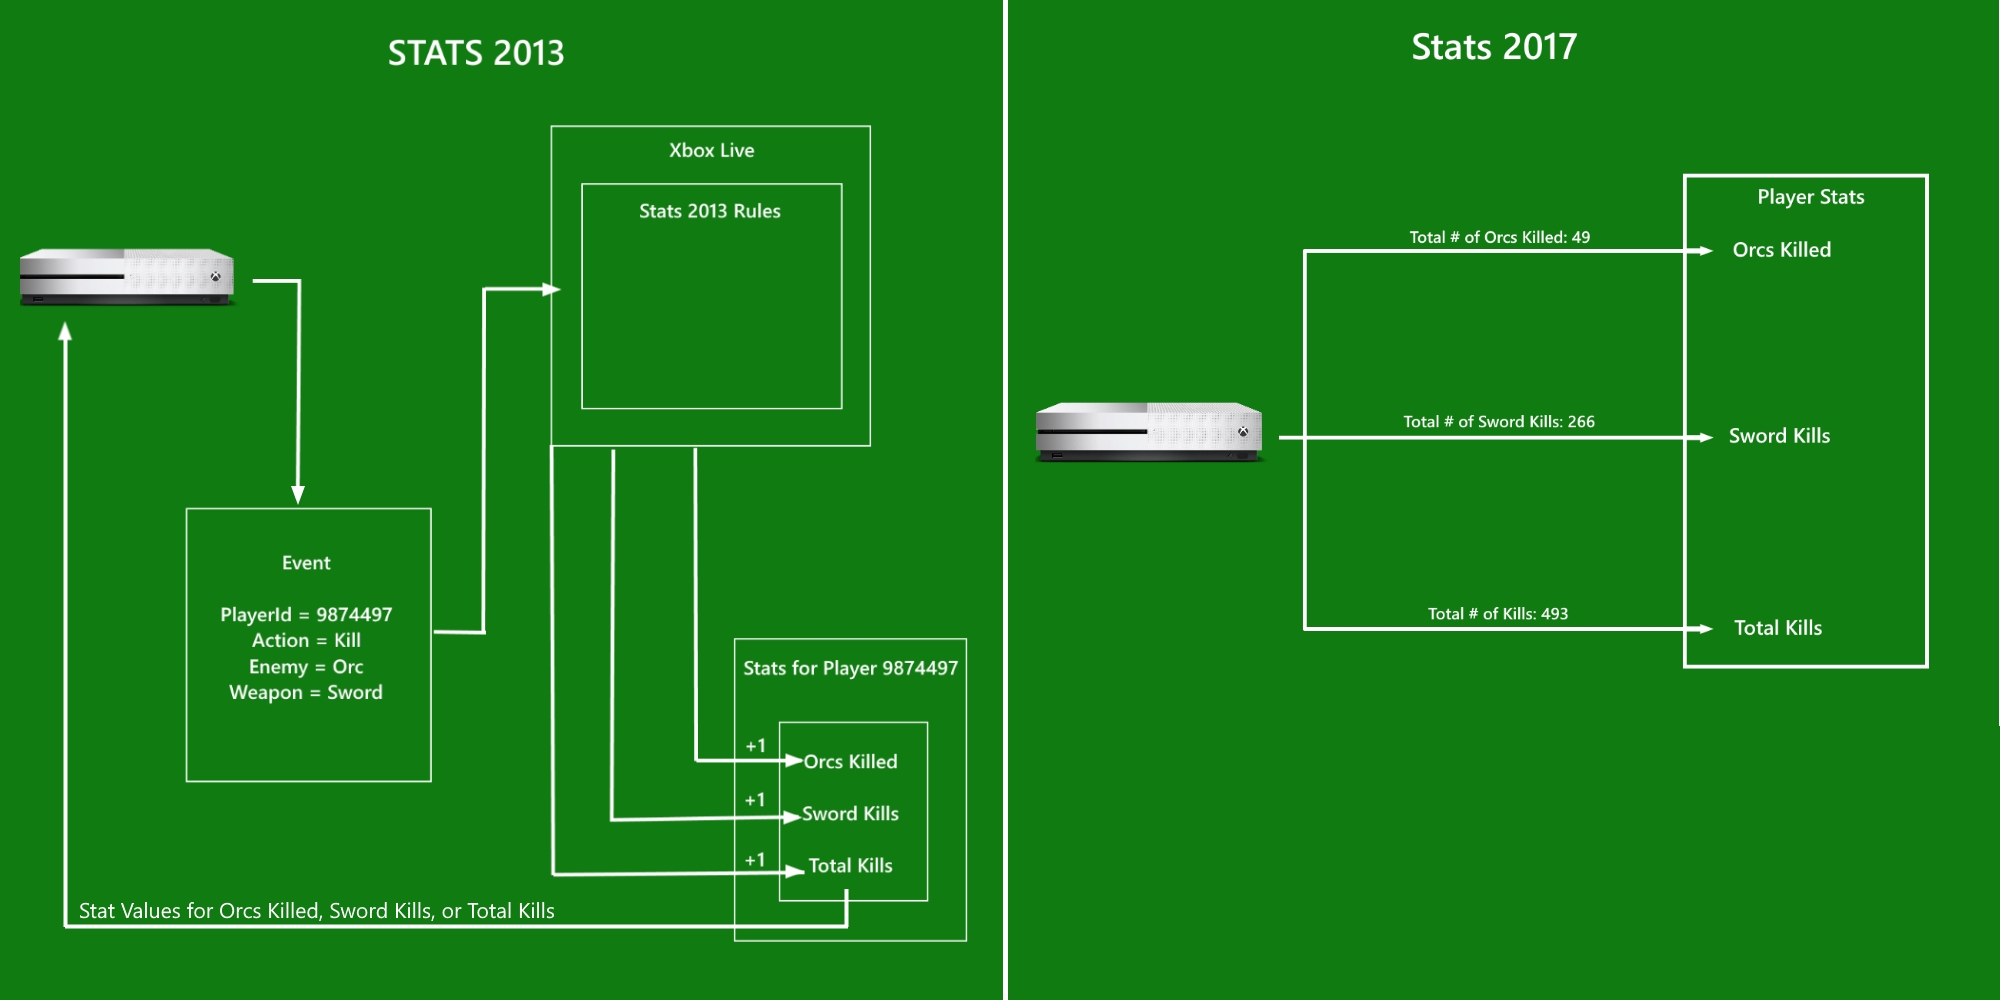 STATS 2013
Xbox Live
Stats 2013 Rules
Event
PlayerId = 9874497
Action = Kill
Enemy = Orc
Weapon = Sword
Stats for Player 9874497
+1
Orcs Killed
+1
Sword Kills
+1
Total Kills
Stat Values for Orcs Killed, Sword Kills, or Total Kills
Stats 2017
Player Stats
Total # of Orcs Killed: 49
Orcs Killed
Total # of Sword Kills: 266
Sword Kills
Total # of Kills: 493
Total Kills